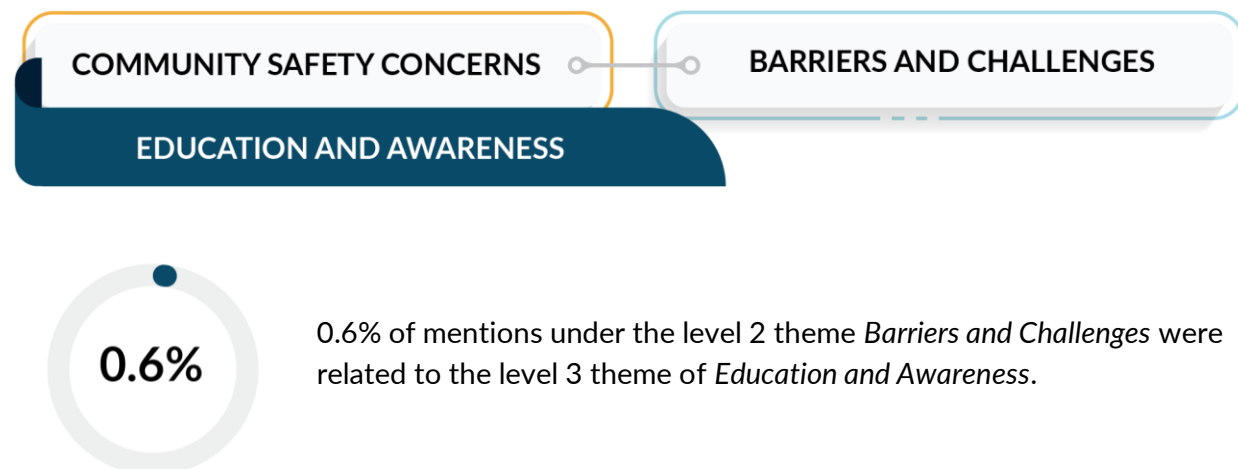 COMMUNITY SAFETY CONCERNS
BARRIERS AND CHALLENGES
EDUCATION AND AWARENESS
0.6%
0.6% of mentions under the level 2 theme Barriers and Challenges were
related to the level 3 theme of Education and Awareness.